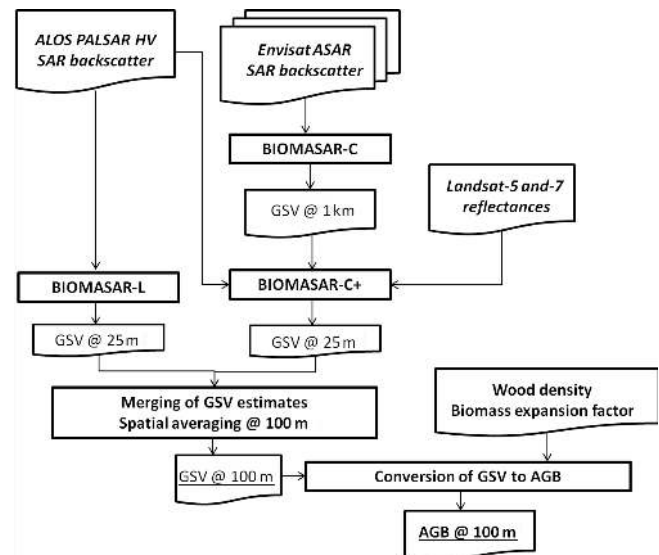 ALOS PALSAR HV
SAR backscatter
Envisat ASAR
SAR backscatter
BIOMASAR-C
GSV @ 1 km
Landsat-5 and-7
reflectances
BIOMASAR-L
BIOMASAR-C+
GSV @ 25 m
GSV @ 25 m
Merging of GSV estimates
Spatial averaging @ 100 m
Wood density
Biomass expansion factor
GSV @ 100 m
Conversion of GSV to AGB
AGB @ 100 m